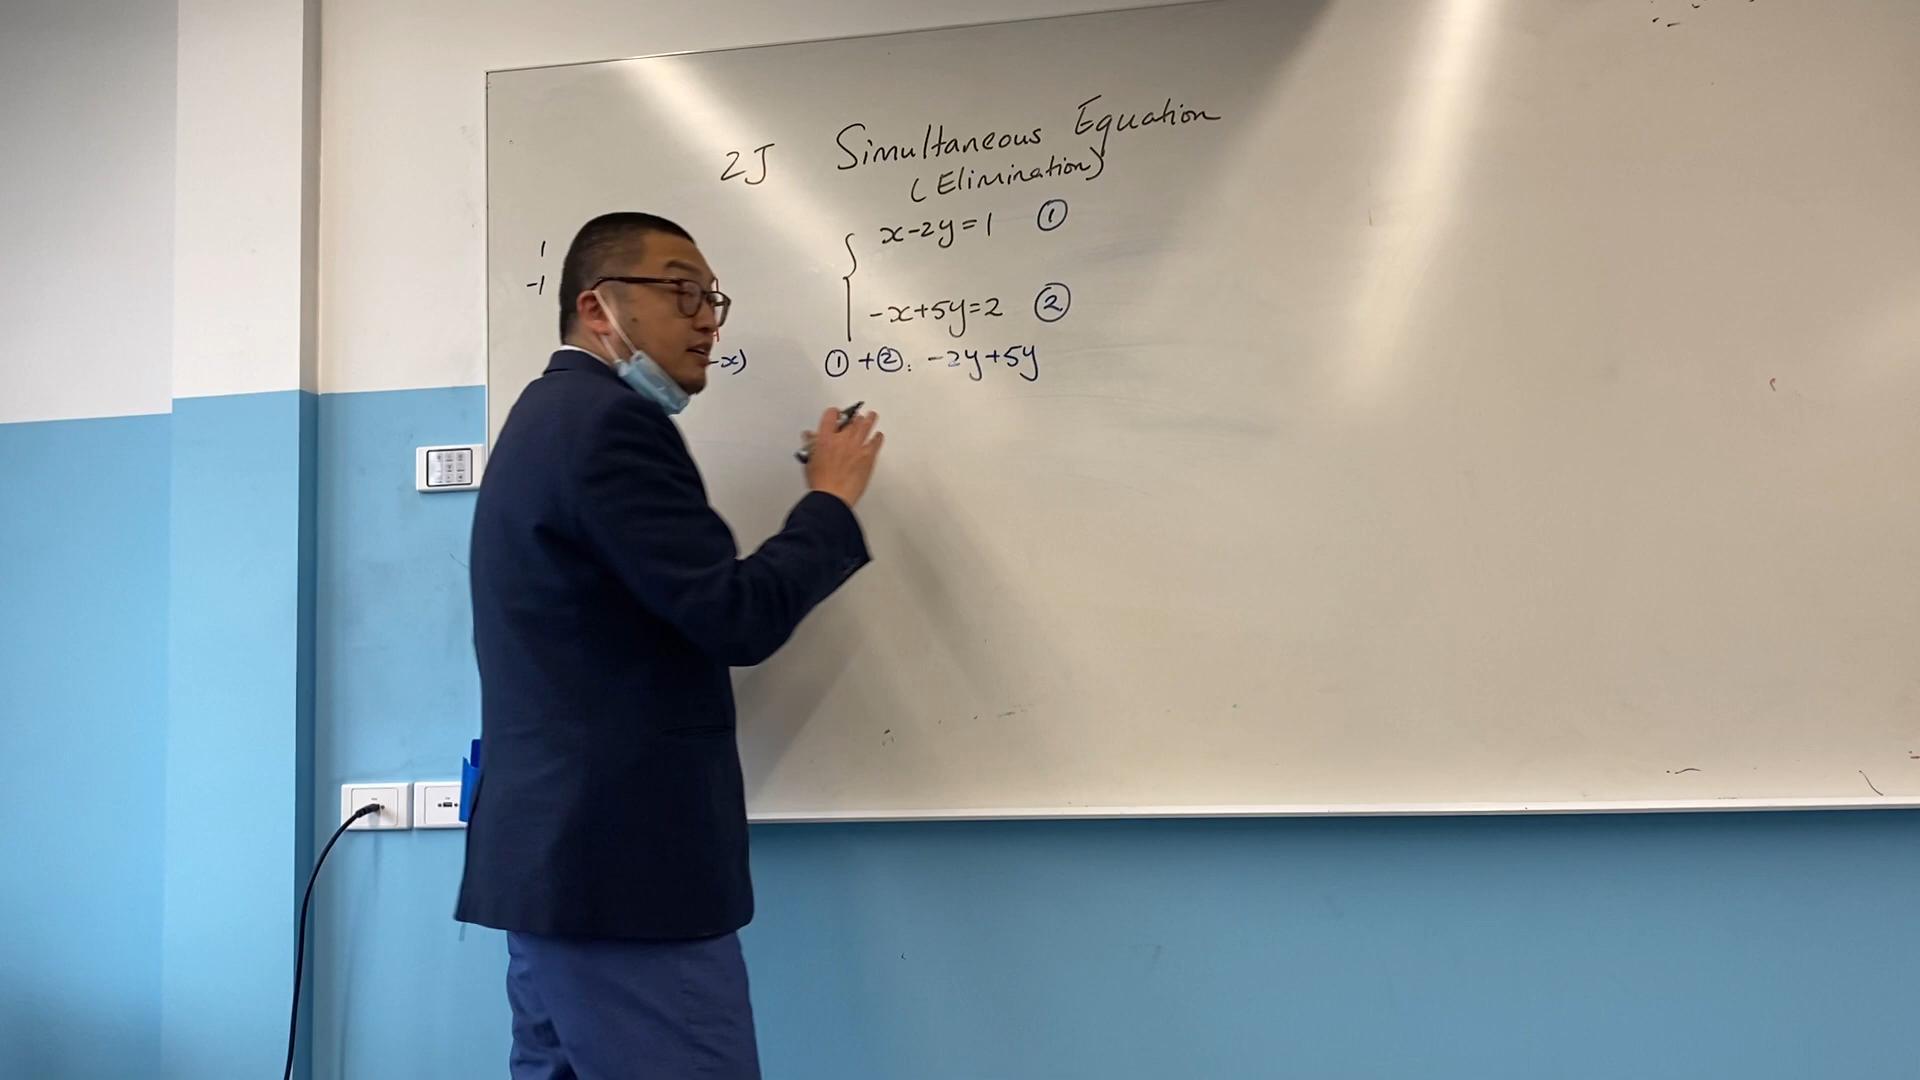 2J Simultaneous Equation
(Elimination)
x-2y=1 ①
1
-1
-x+5y=2 ②
-x)
①+②: -2y+5y